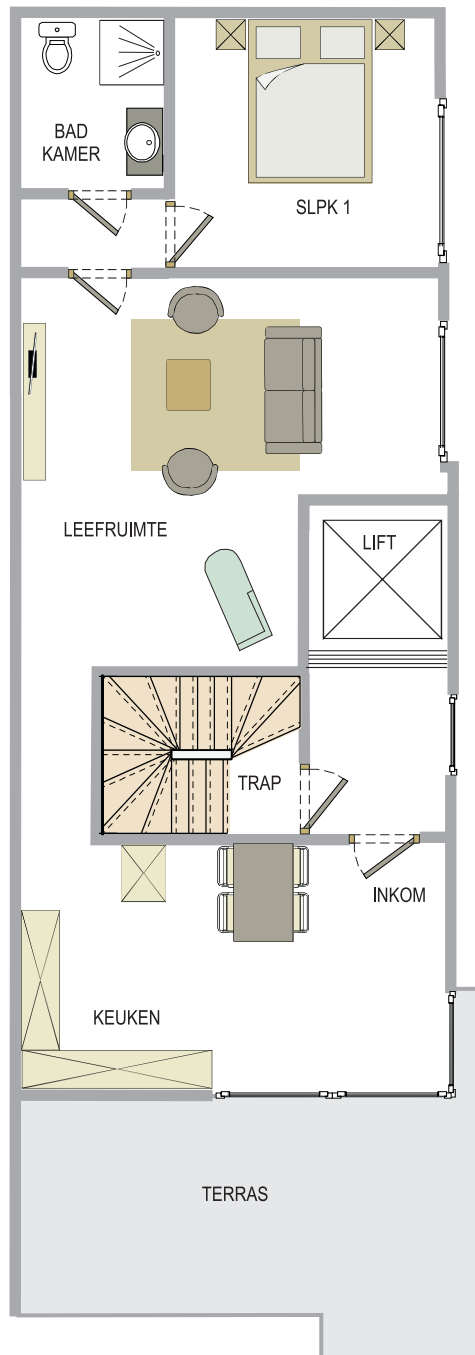 BAD
KAMER
SLPK 1
LEEFRUIMTE
LIFT
TRAP
INKOM
KEUKEN
TERRAS